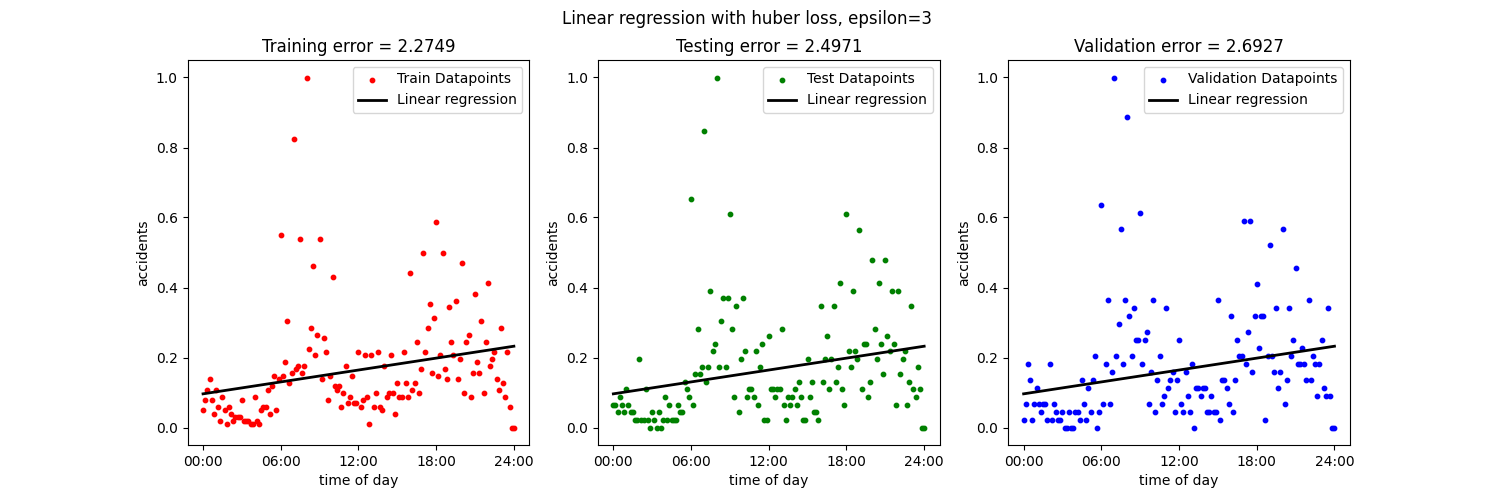 Linear regression with huber loss, epsilon=3
Training error = 2.2749
Train Datapoints
Linear regression
accidents
1.0
0.8
0.6
0.4
0.2
0.0
00:00 06:00 12:00 18:00 24:00
time of day
Testing error = 2.4971
Test Datapoints
Linear regression
accidents
1.0
0.8
0.6
0.4
0.2
0.0
00:00 06:00 12:00 18:00 24:00
time of day
Validation error = 2.6927
Validation Datapoints
Linear regression
accidents
1.0
0.8
0.6
0.4
0.2
0.0
00:00 06:00 12:00 18:00 24:00
time of day